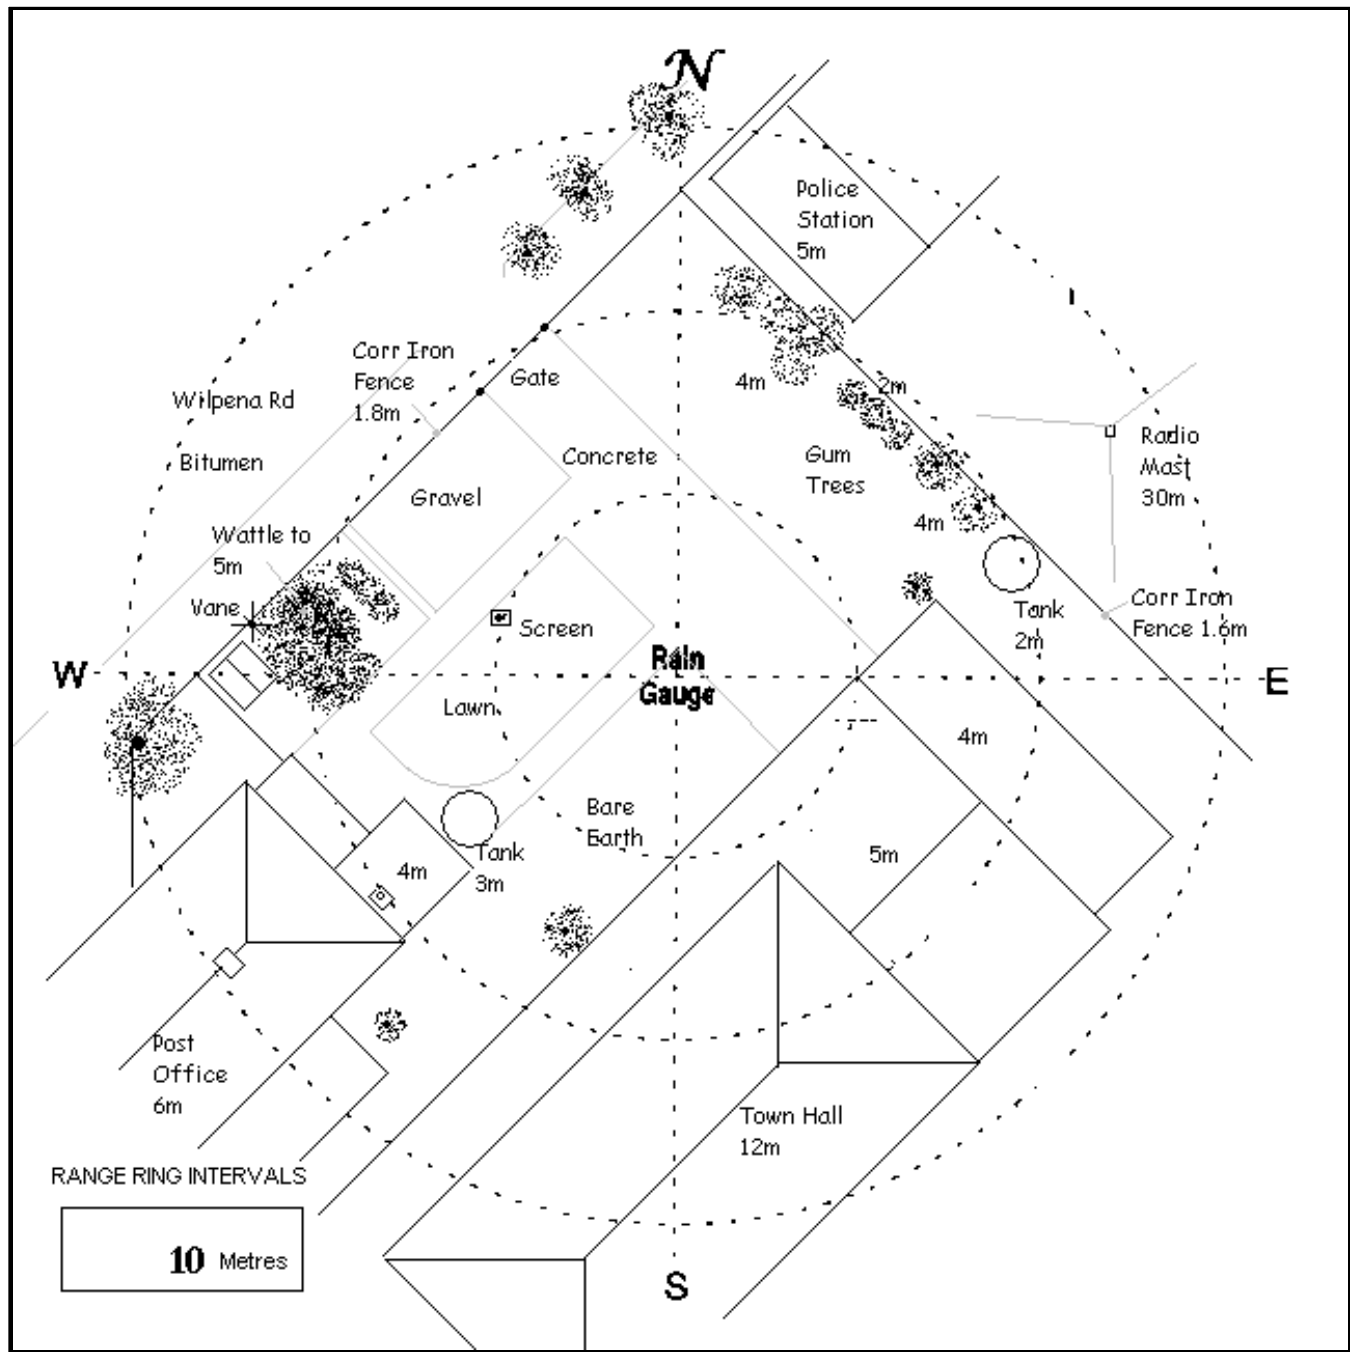 N
Police
Station
5m
Corr Iron
Fence
1.8m
Gate
4m
2m
Wilpena Rd
Bitumen
Concrete
Gum
Trees
Radio
Mast
30m
Gravel
4m
Wattle to
5m
Vane
Screen
Tank
2m
Corr Iron
Fence 1.6m
W
Rain
Gauge
E
Lawn
4m
Bare
Earth
5m
4m
Tank
3m
Post
Office
6m
Town Hall
12m
RANGE RING INTERVALS
10 Metres
S